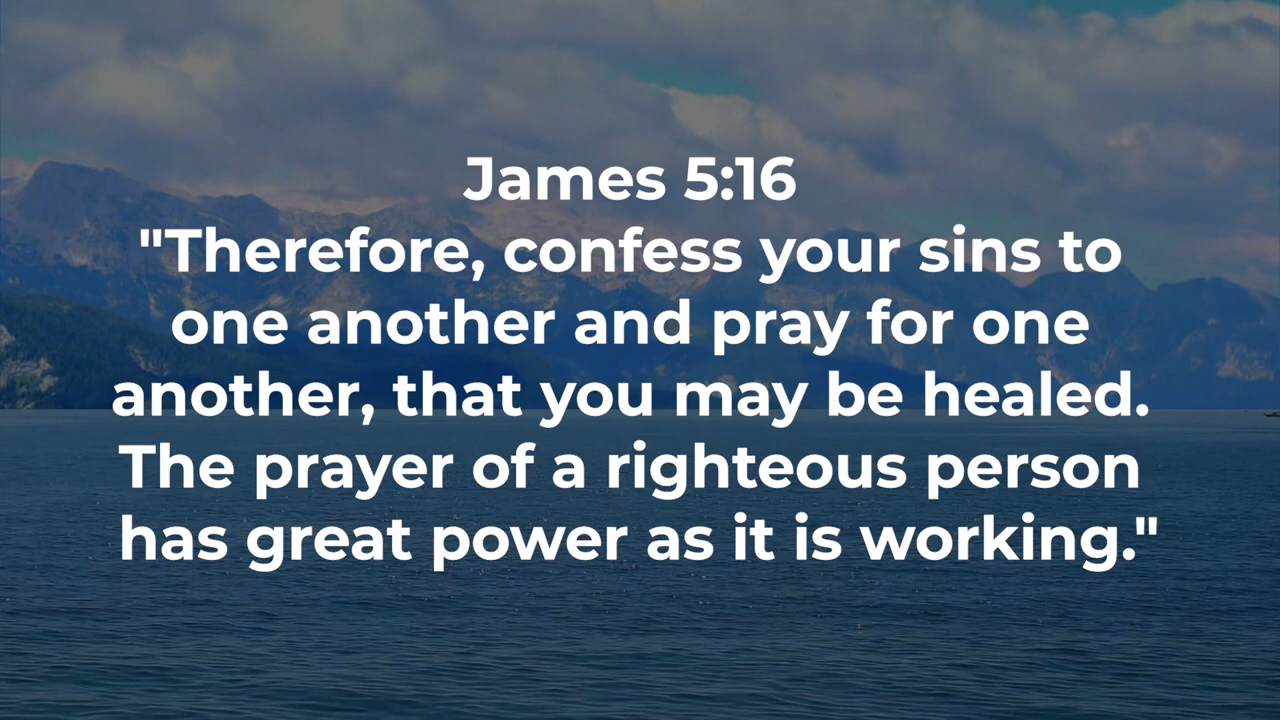 James 5:16
"Therefore, confess your sins to
one another and pray for one
another, that you may be healed.
The prayer of a righteous person
has great power as it is working."